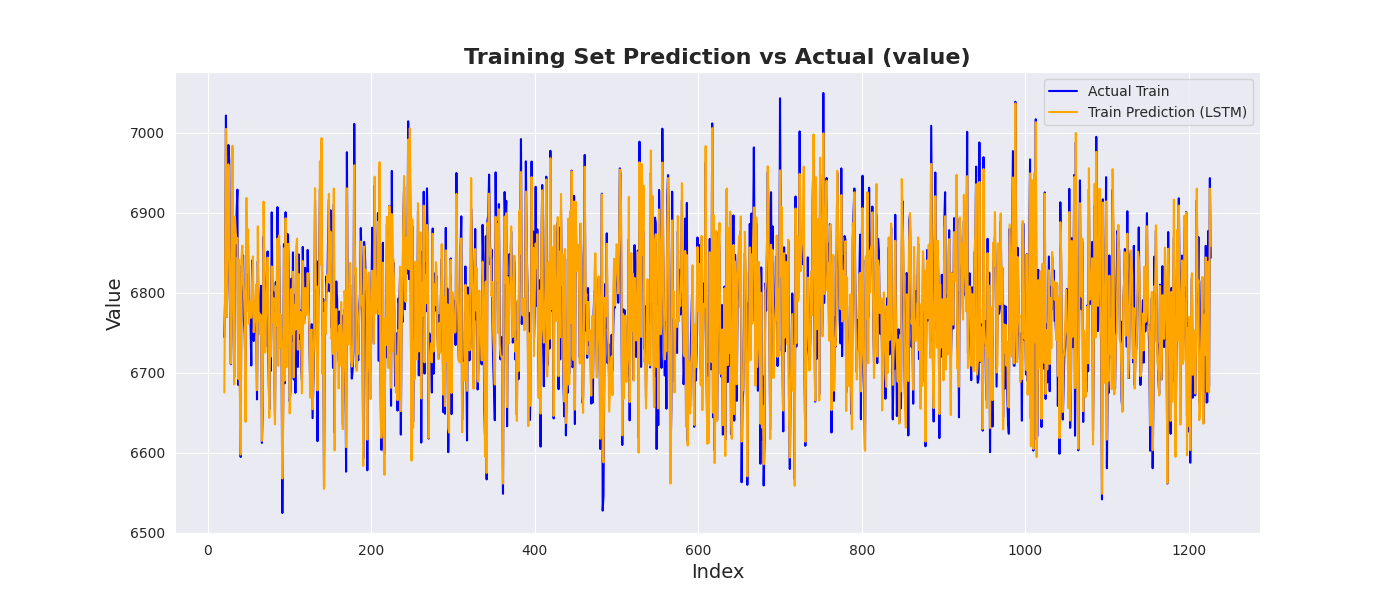 Training Set Prediction vs Actual (value)
Actual Train
Train Prediction (LSTM)
Value
7000
6900
6800
6700
6600
6500
0 200 400 600 800 1000 1200
Index